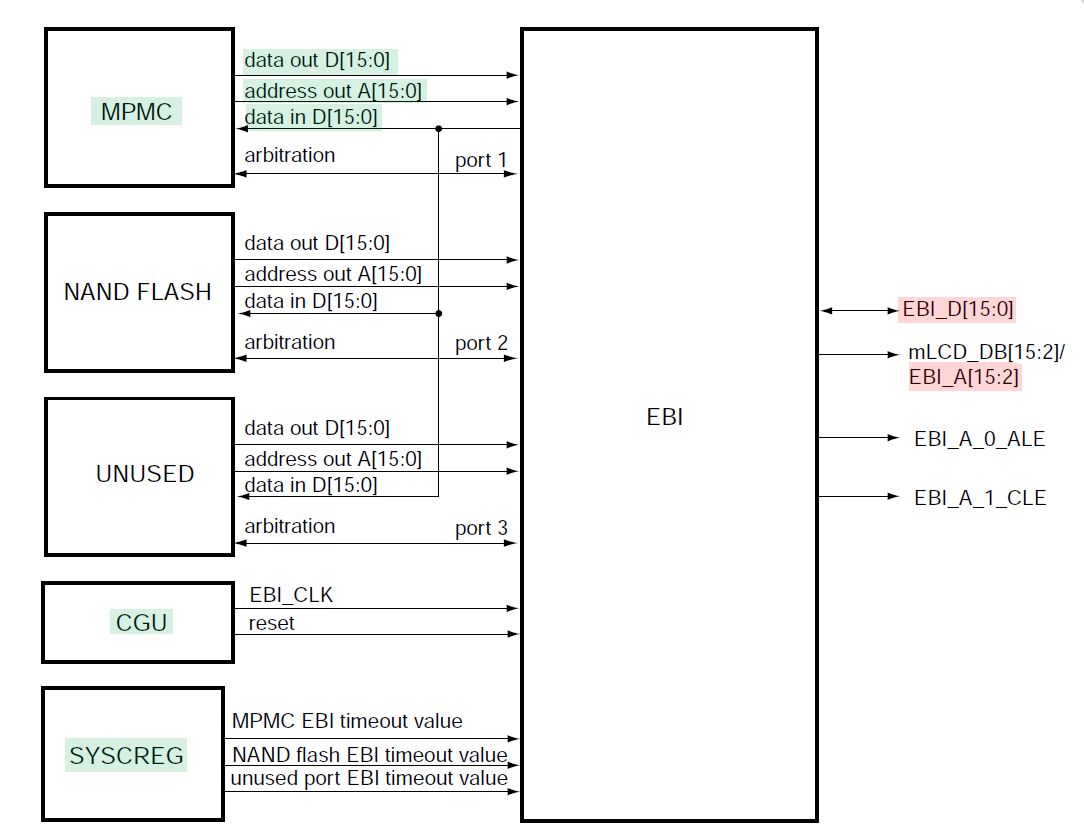 MPMC
data out D[15:0]
address out A[15:0]
data in D[15:0]
arbitration
port 1
NAND FLASH
data out D[15:0]
address out A[15:0]
data in D[15:0]
arbitration
port 2
UNUSED
data out D[15:0]
address out A[15:0]
data in D[15:0]
arbitration
port 3
CGU
EBI_CLK
reset
SYSCREG
MPMC EBI timeout value
NAND flash EBI timeout value
unused port EBI timeout value
EBI
EBI_D[15:0]
mLCD_DB[15:2]/
EBI_A[15:2]
EBI_A_0_ALE
EBI_A_1_CLE